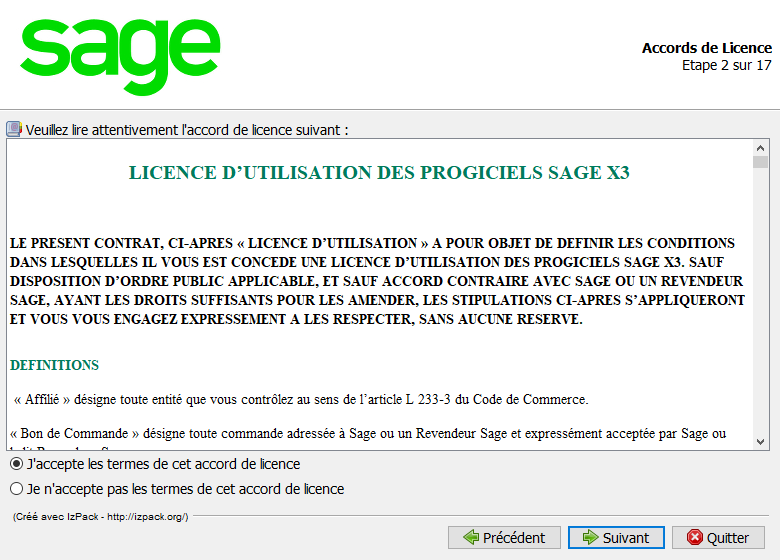 sage
Accords de Licence
Etape 2 sur 17
Veuillez lire attentivement l'accord de licence suivant :
LICENCE D’UTILISATION DES PROGICIELS SAGE X3
LE PRESENT CONTRAT, CI-APRES « LICENCE D’UTILISATION » A POUR OBJET DE DEFINIR LES CONDITIONS
DANS LESQUELLES IL VOUS EST CONCEDE UNE LICENCE D’UTILISATION DES PROGICIELS SAGE X3. SAUF
DISPOSITION D’ORDRE PUBLIC APPLICABLE, ET SAUF ACCORD CONTRAIRE AVEC SAGE OU UN REVENDEUR
SAGE, AYANT LES DROITS SUFFISANTS POUR LES AMENDER, LES STIPULATIONS CI-APRES S’APPLIQUERONT
ET VOUS VOUS ENGAGEZ EXPRESSEMENT A LES RESPECTER, SANS AUCUNE RESERVE.
DEFINITIONS
« Affilié » désigne toute entité que vous contrôlez au sens de l’article L 233-3 du Code de Commerce.
« Bon de Commande » désigne toute commande adressée à Sage ou un Revendeur Sage et expressément acceptée par Sage ou
J'accepte les termes de cet accord de licence
Je n'accepte pas les termes de cet accord de licence
(Créé avec IzPack - http://izpack.org/)
Précédent
Suivant
Quitter